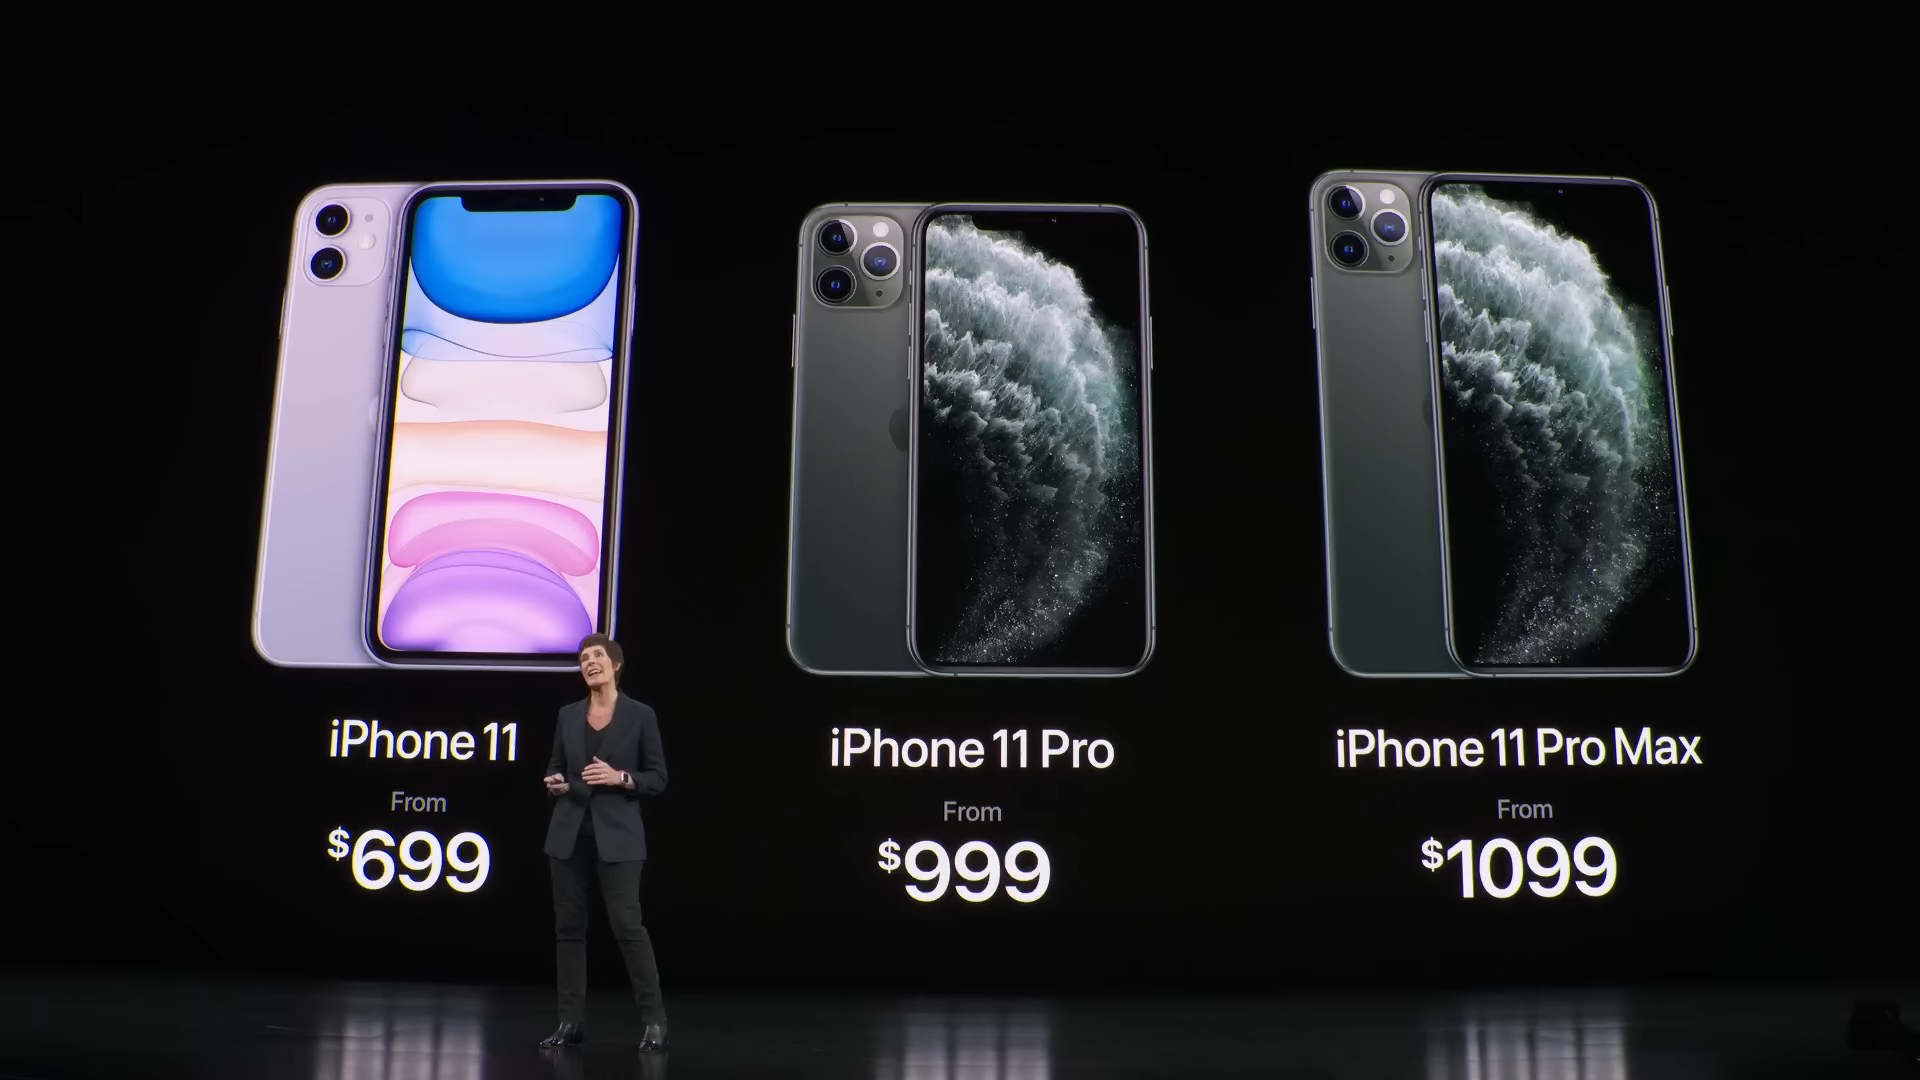 iPhone 11
From
$699
iPhone 11 Pro
From
$999
iPhone 11 Pro Max
From
$1099